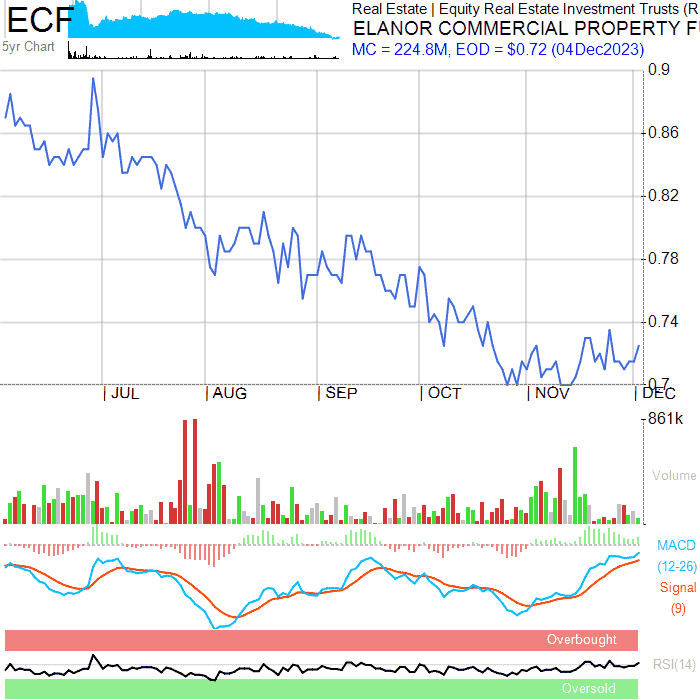 ECF
5yr Chart
Real Estate | Equity Real Estate Investment Trusts (R
ELANOR COMMERCIAL PROPERTY F
MC = 224.8M, EOD = $0.72 (04Dec2023)
0.9
0.86
0.82
0.78
0.74
0.7
JUL
AUG
SEP
OCT
NOV
DEC
861k
Volume
MACD
(12-26)
Signal
(9)
Overbought
RSI(14)
Oversold